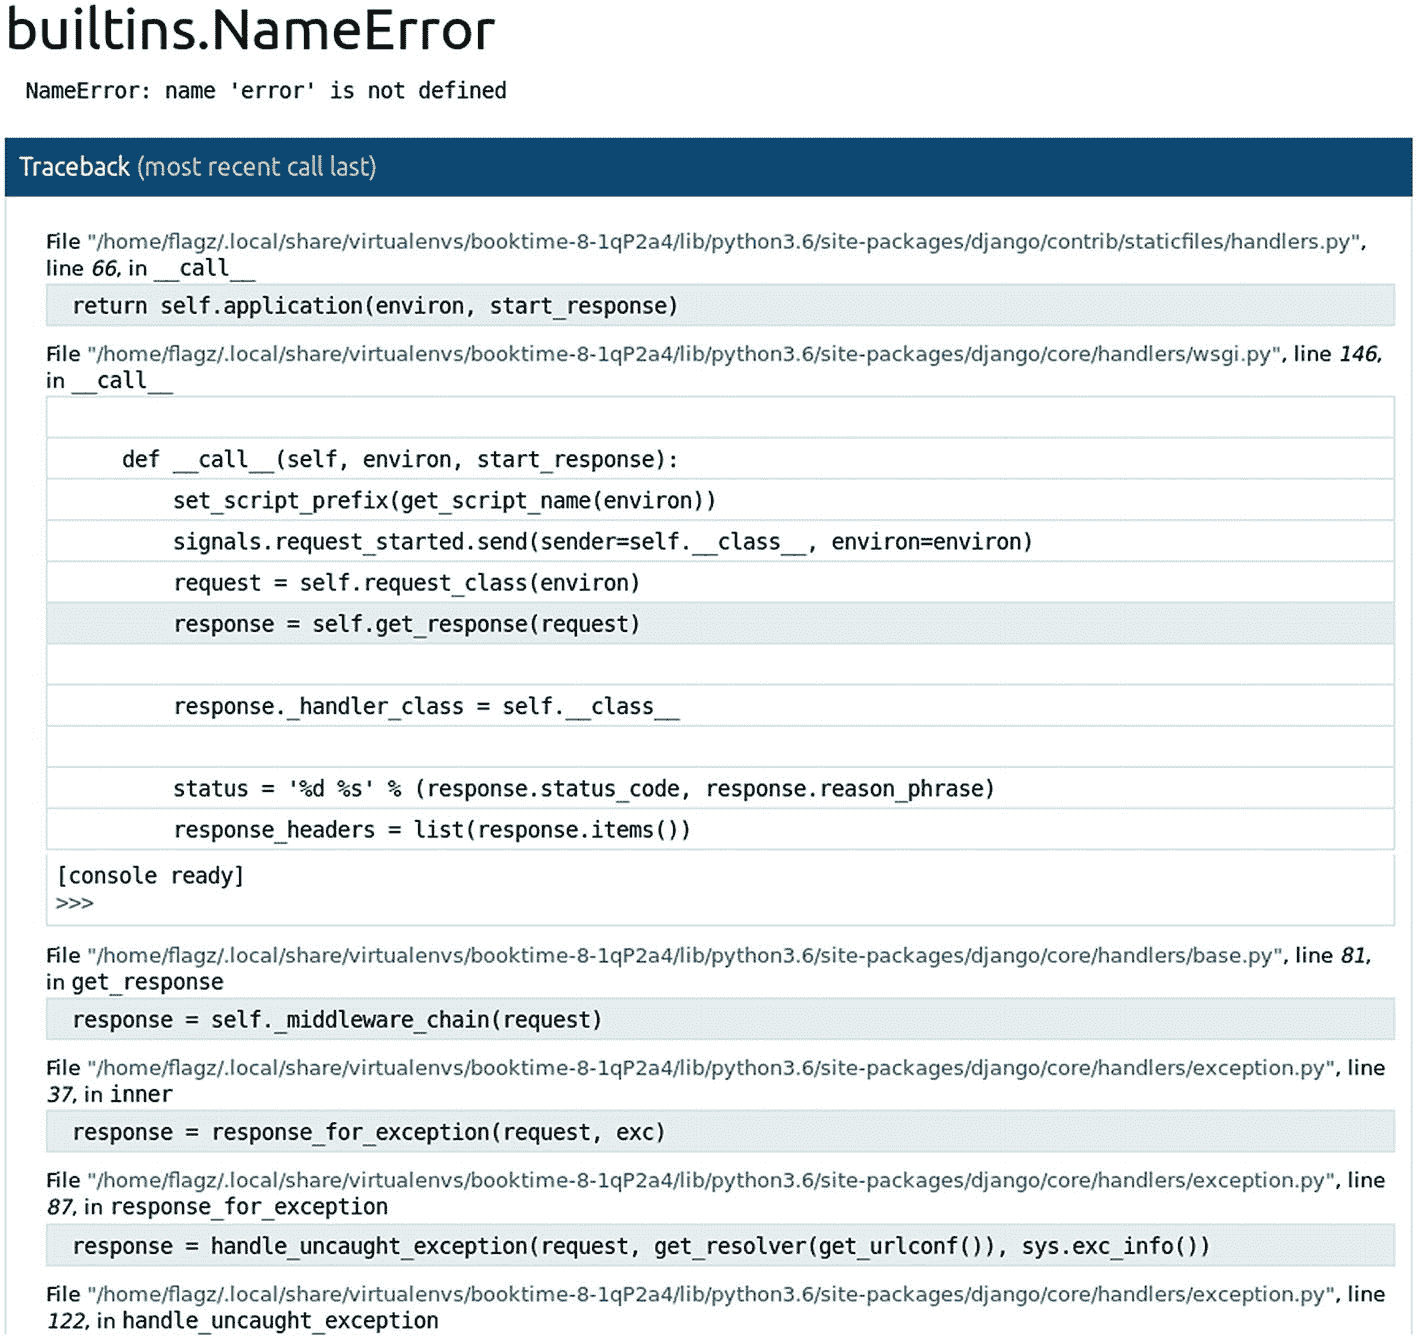 builtins.NameError
NameError: name 'error' is not defined
Traceback (most recent call last)
File "/home/flagz/.local/share/virtualenvs/booktime-8-1qP2a4/lib/python3.6/site-packages/django/contrib/staticfiles/handlers.py",
line 66, in __call__
return self.application(environ, start_response)
File "/home/flagz/.local/share/virtualenvs/booktime-8-1qP2a4/lib/python3.6/site-packages/django/core/handlers/wsgi.py", line 146,
in __call__
def __call__(self, environ, start_response):
set_script_prefix(get_script_name(environ))
signals.request_started.send(sender=self.__class__, environ=environ)
request = self.request_class(environ)
response = self.get_response(request)
response._handler_class = self.__class__
status = '%d %s' % (response.status_code, response.reason_phrase)
response_headers = list(response.items())
[console ready]
>>>
File "/home/flagz/.local/share/virtualenvs/booktime-8-1qP2a4/lib/python3.6/site-packages/django/core/handlers/base.py", line 81,
in get_response
response = self._middleware_chain(request)
File "/home/flagz/.local/share/virtualenvs/booktime-8-1qP2a4/lib/python3.6/site-packages/django/core/handlers/exception.py", line
37, in inner
response = response_for_exception(request, exc)
File "/home/flagz/.local/share/virtualenvs/booktime-8-1qP2a4/lib/python3.6/site-packages/django/core/handlers/exception.py", line
87, in response_for_exception
response = handle_uncaught_exception(request, get_resolver(get_urlconf()), sys.exc_info())
File "/home/flagz/.local/share/virtualenvs/booktime-8-1qP2a4/lib/python3.6/site-packages/django/core/handlers/exception.py", line
122, in handle_uncaught_exception